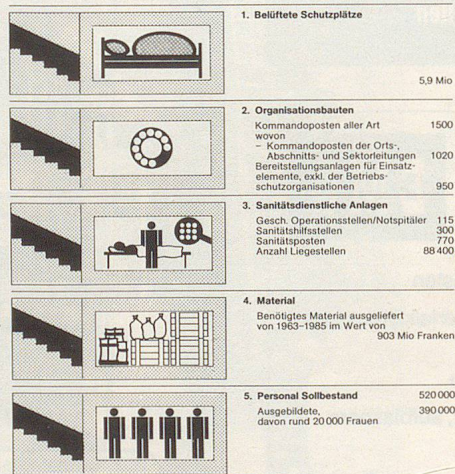 1. Belüftete Schutzplätze
5,9 Mio
2. Organisationsbauten
Kommandoposten aller Art 1500
wovon
– Kommandoposten der Orts-,
Abschnitts- und Sektorleitungen 1020
Bereitstellungsanlagen für Einsatz-
elemente, exkl. der Betriebs-
schutzorganisationen 950
3. Sanitätsdienstliche Anlagen
Gesch. Operationsstellen/Notspitäler 115
Sanitätshilfsstellen 300
Sanitätsposten 770
Anzahl Liegestellen 88 400
4. Material
Benötigtes Material ausgeliefert
von 1963–1985 im Wert von
903 Mio Franken
5. Personal Sollbestand 520 000
Ausgebildete, 390 000
davon rund 20 000 Frauen